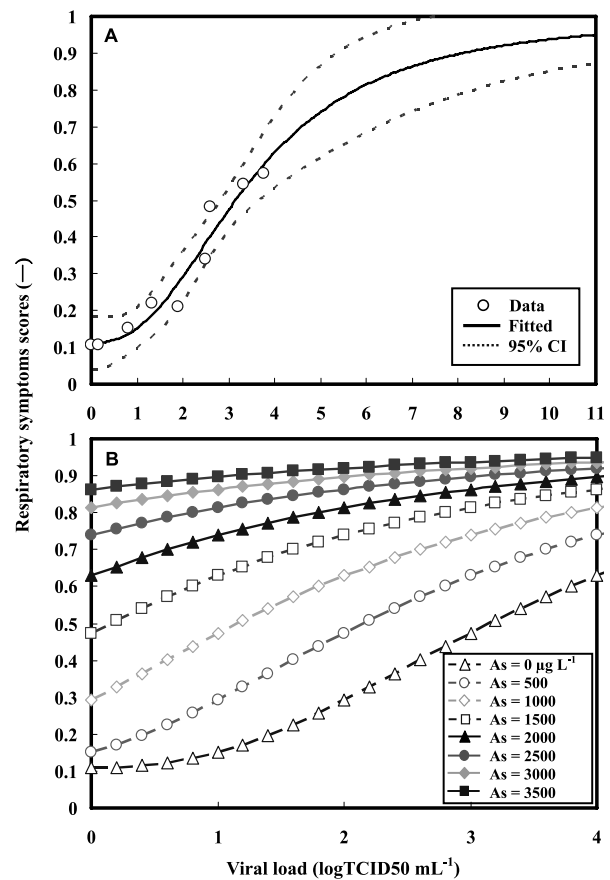 Respiratory symptoms scores (—)
A
1
0.9
0.8
0.7
0.6
0.5
0.4
0.3
0.2
0.1
0
Data
Fitted
95% CI
0 1 2 3 4 5 6 7 8 9 10 11
B
1
0.9
0.8
0.7
0.6
0.5
0.4
0.3
0.2
0.1
0
As = 0 μg L⁻¹
As = 500
As = 1000
As = 1500
As = 2000
As = 2500
As = 3000
As = 3500
0 1 2 3 4
Viral load (logTCID50 mL⁻¹)